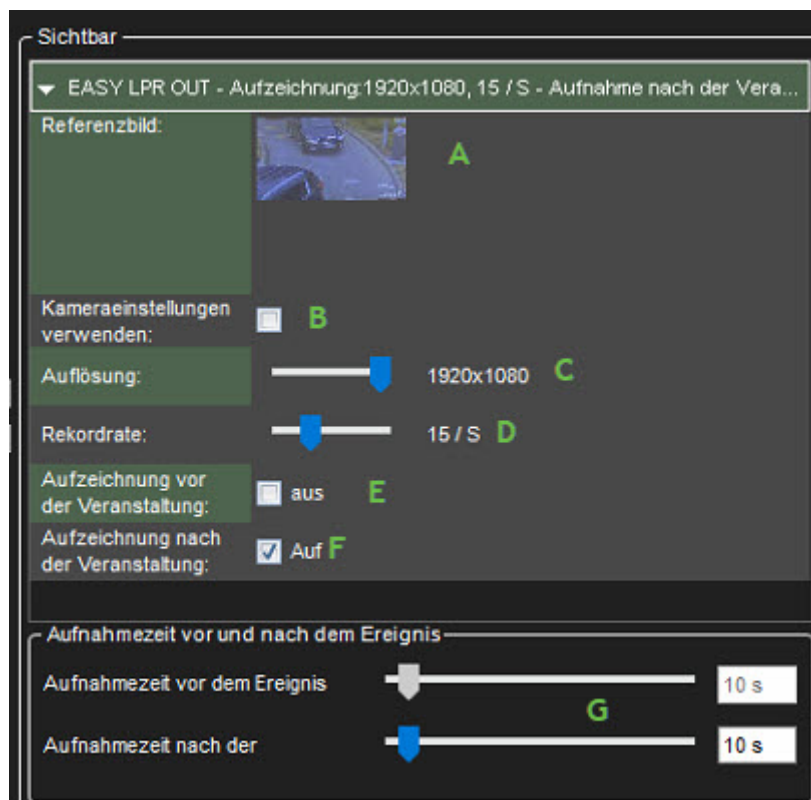 Sichtbar
EASY LPR OUT - Aufzeichnung:1920x1080, 15 / S - Aufnahme nach der Vera...
Referenzbild:
A
Kameraeinstellungen
verwenden:
B
Auflösung:
1920x1080
C
Rekordrate:
15 / S
D
Aufzeichnung vor
der Veranstaltung:
aus
E
Aufzeichnung nach
der Veranstaltung:
Auf
F
Aufnahmezeit vor und nach dem Ereignis
Aufnahmezeit vor dem Ereignis
10 s
G
Aufnahmezeit nach der
10 s